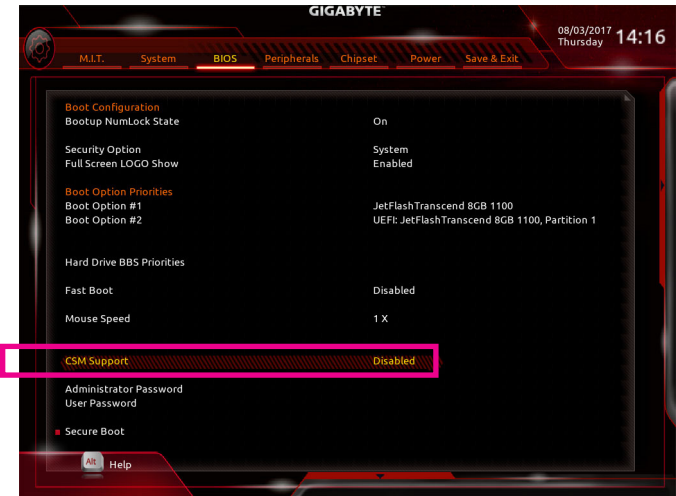 GIGABYTE
08/03/2017 Thursday 14:16
M.I.T. System BIOS Peripherals Chipset Power Save & Exit
Boot Configuration
Bootup NumLock State On
Security Option System
Full Screen LOGO Show Enabled
Boot Option Priorities
Boot Option #1 JetFlashTranscend 8GB 1100
Boot Option #2 UEFI: JetFlashTranscend 8GB 1100, Partition 1
Hard Drive BBS Priorities
Fast Boot Disabled
Mouse Speed 1 X
CSM Support Disabled
Administrator Password
User Password
Secure Boot
Alt Help